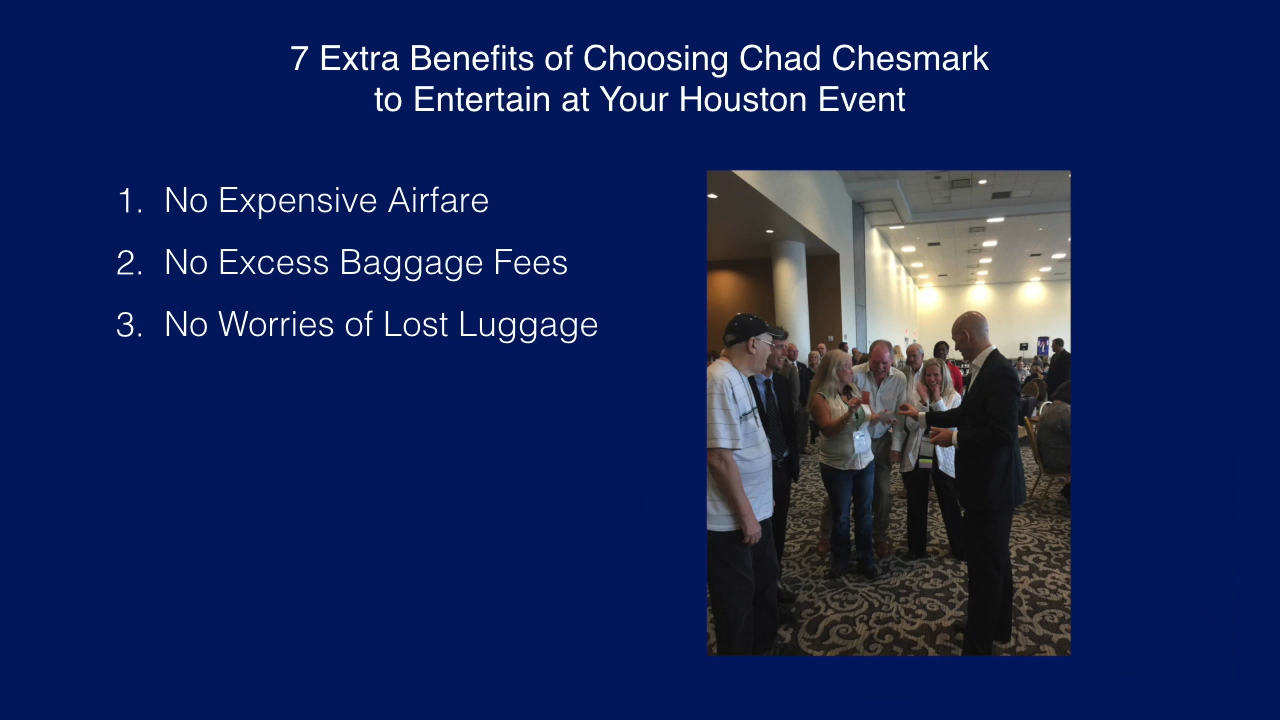 7 Extra Benefits of Choosing Chad Chesmark
to Entertain at Your Houston Event
1. No Expensive Airfare
2. No Excess Baggage Fees
3. No Worries of Lost Luggage